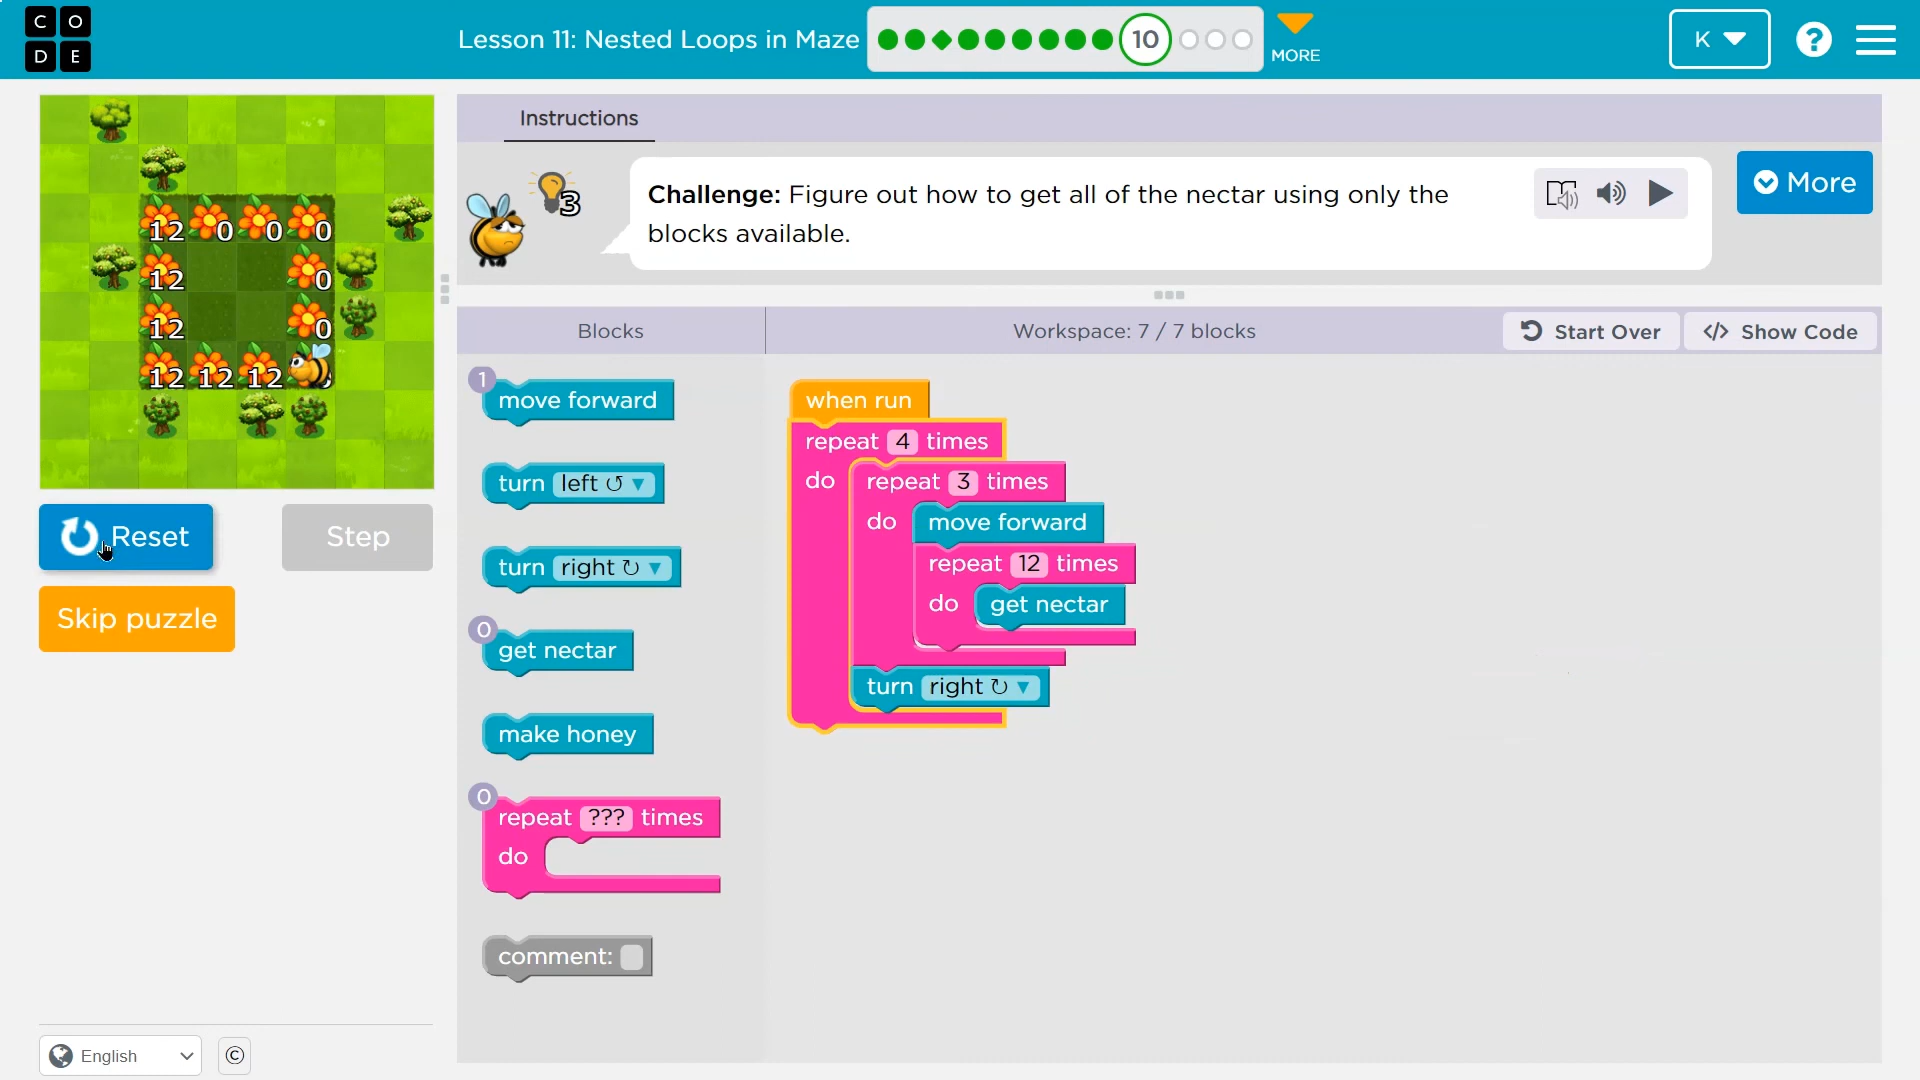 C O
D E
Lesson 11: Nested Loops in Maze
10
MORE
K
?
Instructions
3
Challenge: Figure out how to get all of the nectar using only the
blocks available.
More
12 0 0 0
12 0
12 0
12 12 12
Reset
Step
Skip puzzle
Blocks
Workspace: 7 / 7 blocks
Start Over
</> Show Code
1
move forward
turn left ↺ ▼
turn right ↻ ▼
0
get nectar
make honey
0
repeat ??? times
do
comment:
when run
repeat 4 times
do
repeat 3 times
do
move forward
repeat 12 times
do
get nectar
turn right ↻ ▼
English
©